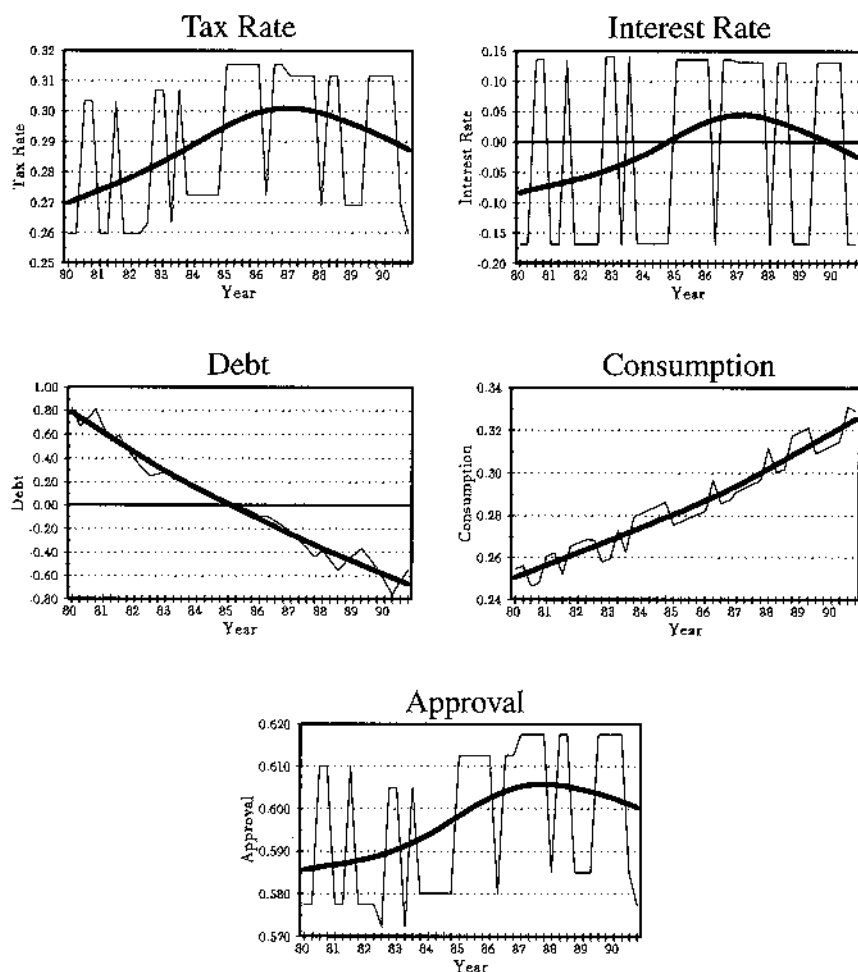 Tax Rate
0.32
0.31
0.30
0.29
0.28
0.27
0.26
0.25
Tax Rate
80 81 82 83 84 85 86 87 88 89 90
Year
Interest Rate
0.15
0.10
0.05
0.00
-0.05
-0.10
-0.15
-0.20
Interest Rate
80 81 82 83 84 85 86 87 88 89 90
Year
Debt
1.00
0.80
0.60
0.40
0.20
0.00
-0.20
-0.40
-0.60
-0.80
Debt
80 81 82 83 84 85 86 87 88 89 90
Year
Consumption
0.34
0.32
0.30
0.28
0.26
0.24
Consumption
80 81 82 83 84 85 86 87 88 89 90
Year
Approval
0.620
0.610
0.600
0.590
0.580
0.570
Approval
80 81 82 83 84 85 86 87 88 89 90
Year